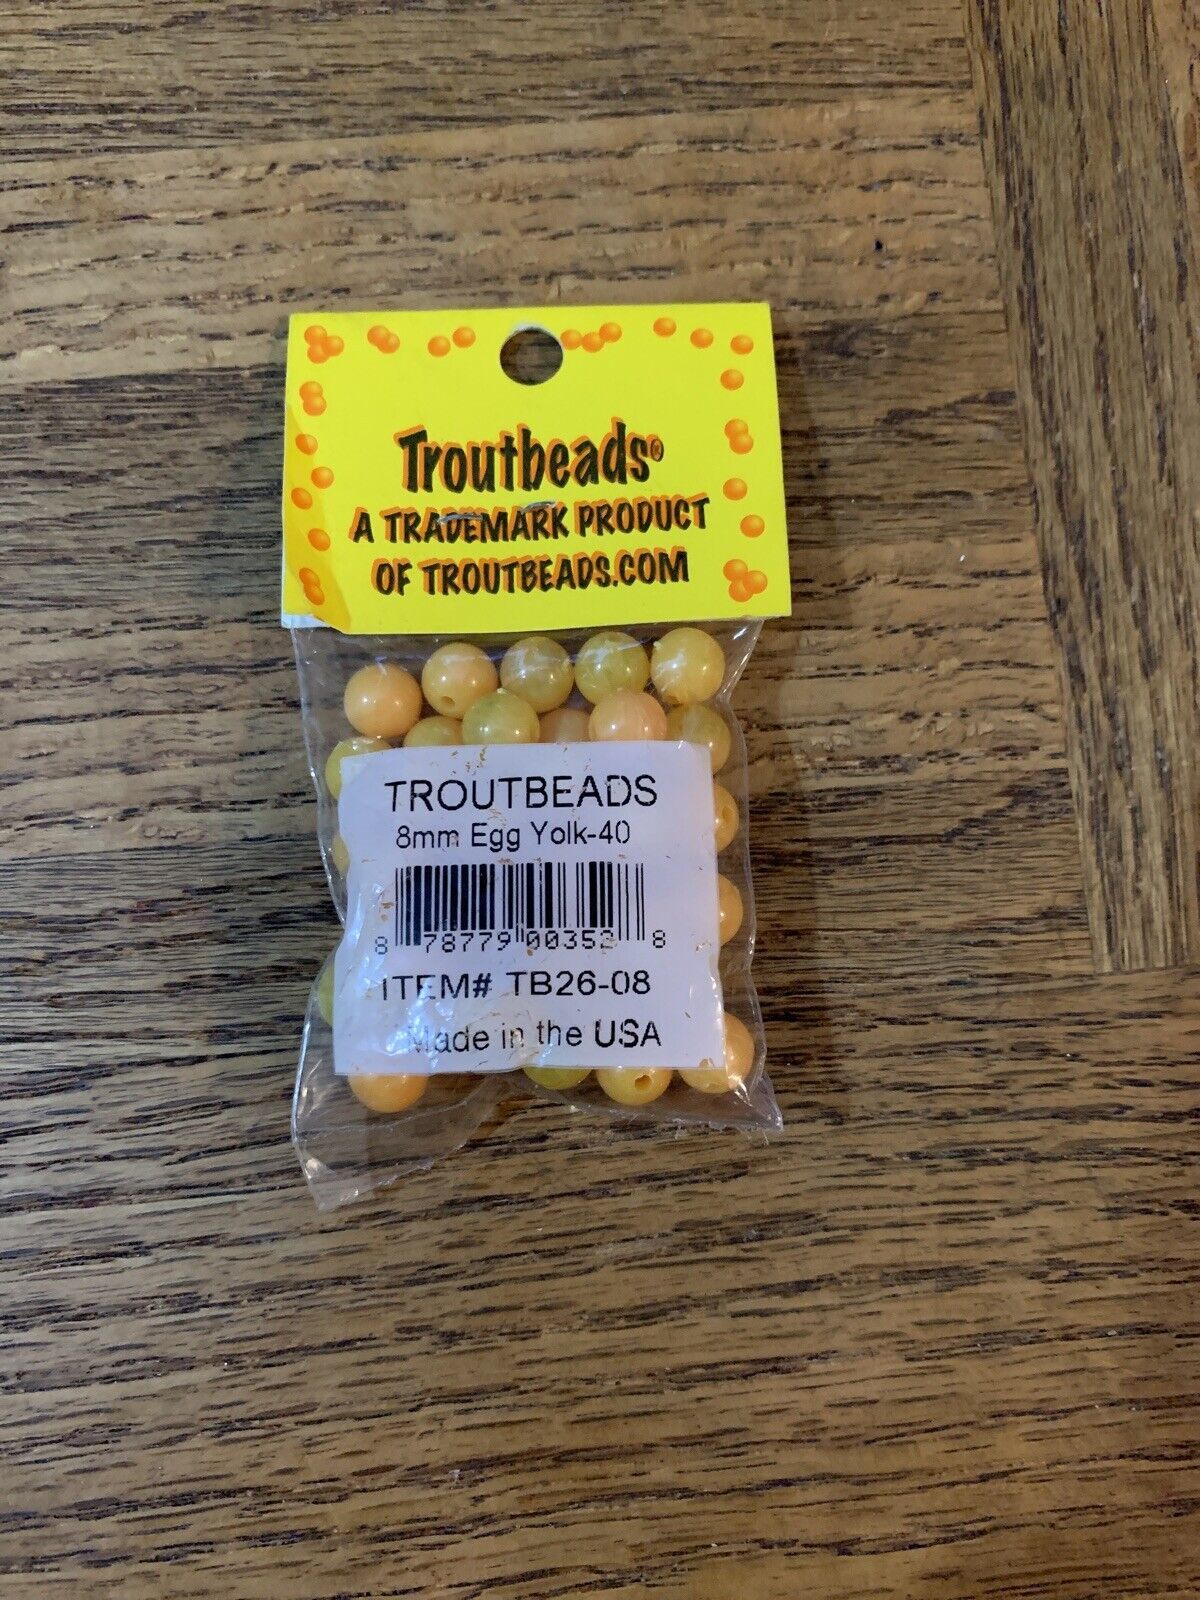 Troutbeads®
A TRADEMARK PRODUCT
OF TROUTBEADS.COM
TROUTBEADS
8mm Egg Yolk-40
8 78779 00352 8
ITEM# TB26-08
Made in the USA